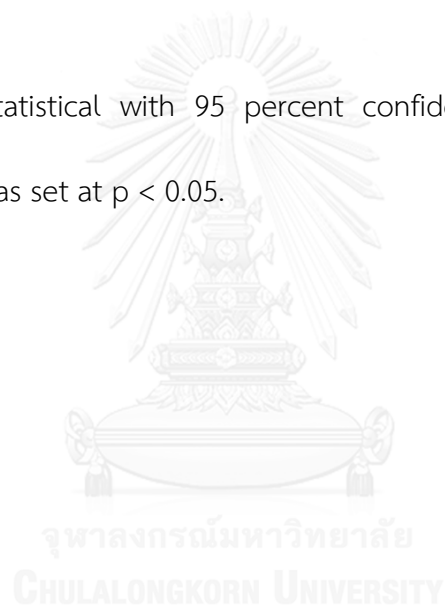 tatistical with 95 percent confid
as set at p < 0.05.
จุฬาลงกรณ์มหาวิทยาลัย
CHULALONGKORN UNIVERSITY